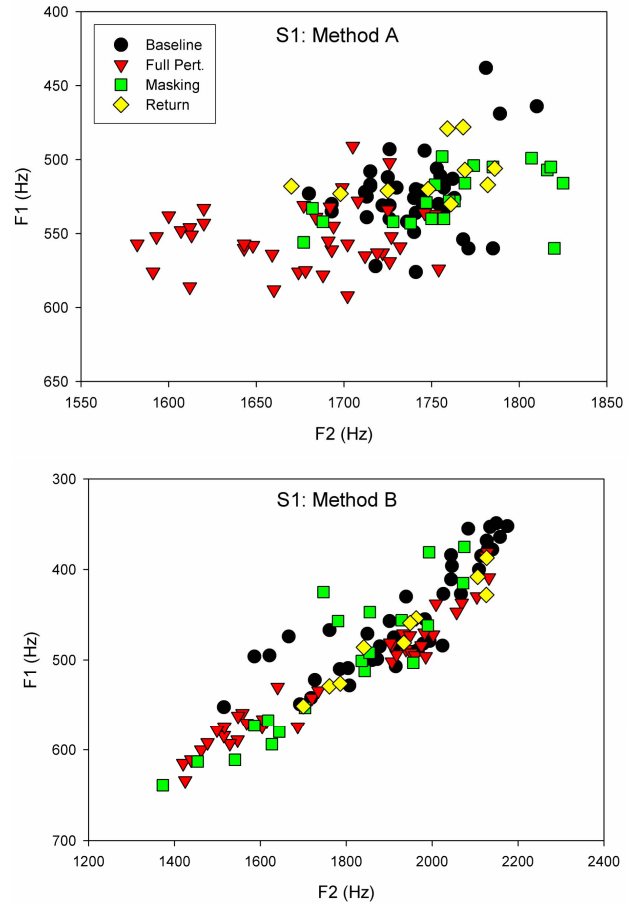 S1: Method A
Baseline
Full Pert.
Masking
Return
400
450
500
550
600
650
F1 (Hz)
1550 1600 1650 1700 1750 1800 1850
F2 (Hz)
S1: Method B
300
400
500
600
700
F1 (Hz)
1200 1400 1600 1800 2000 2200 2400
F2 (Hz)